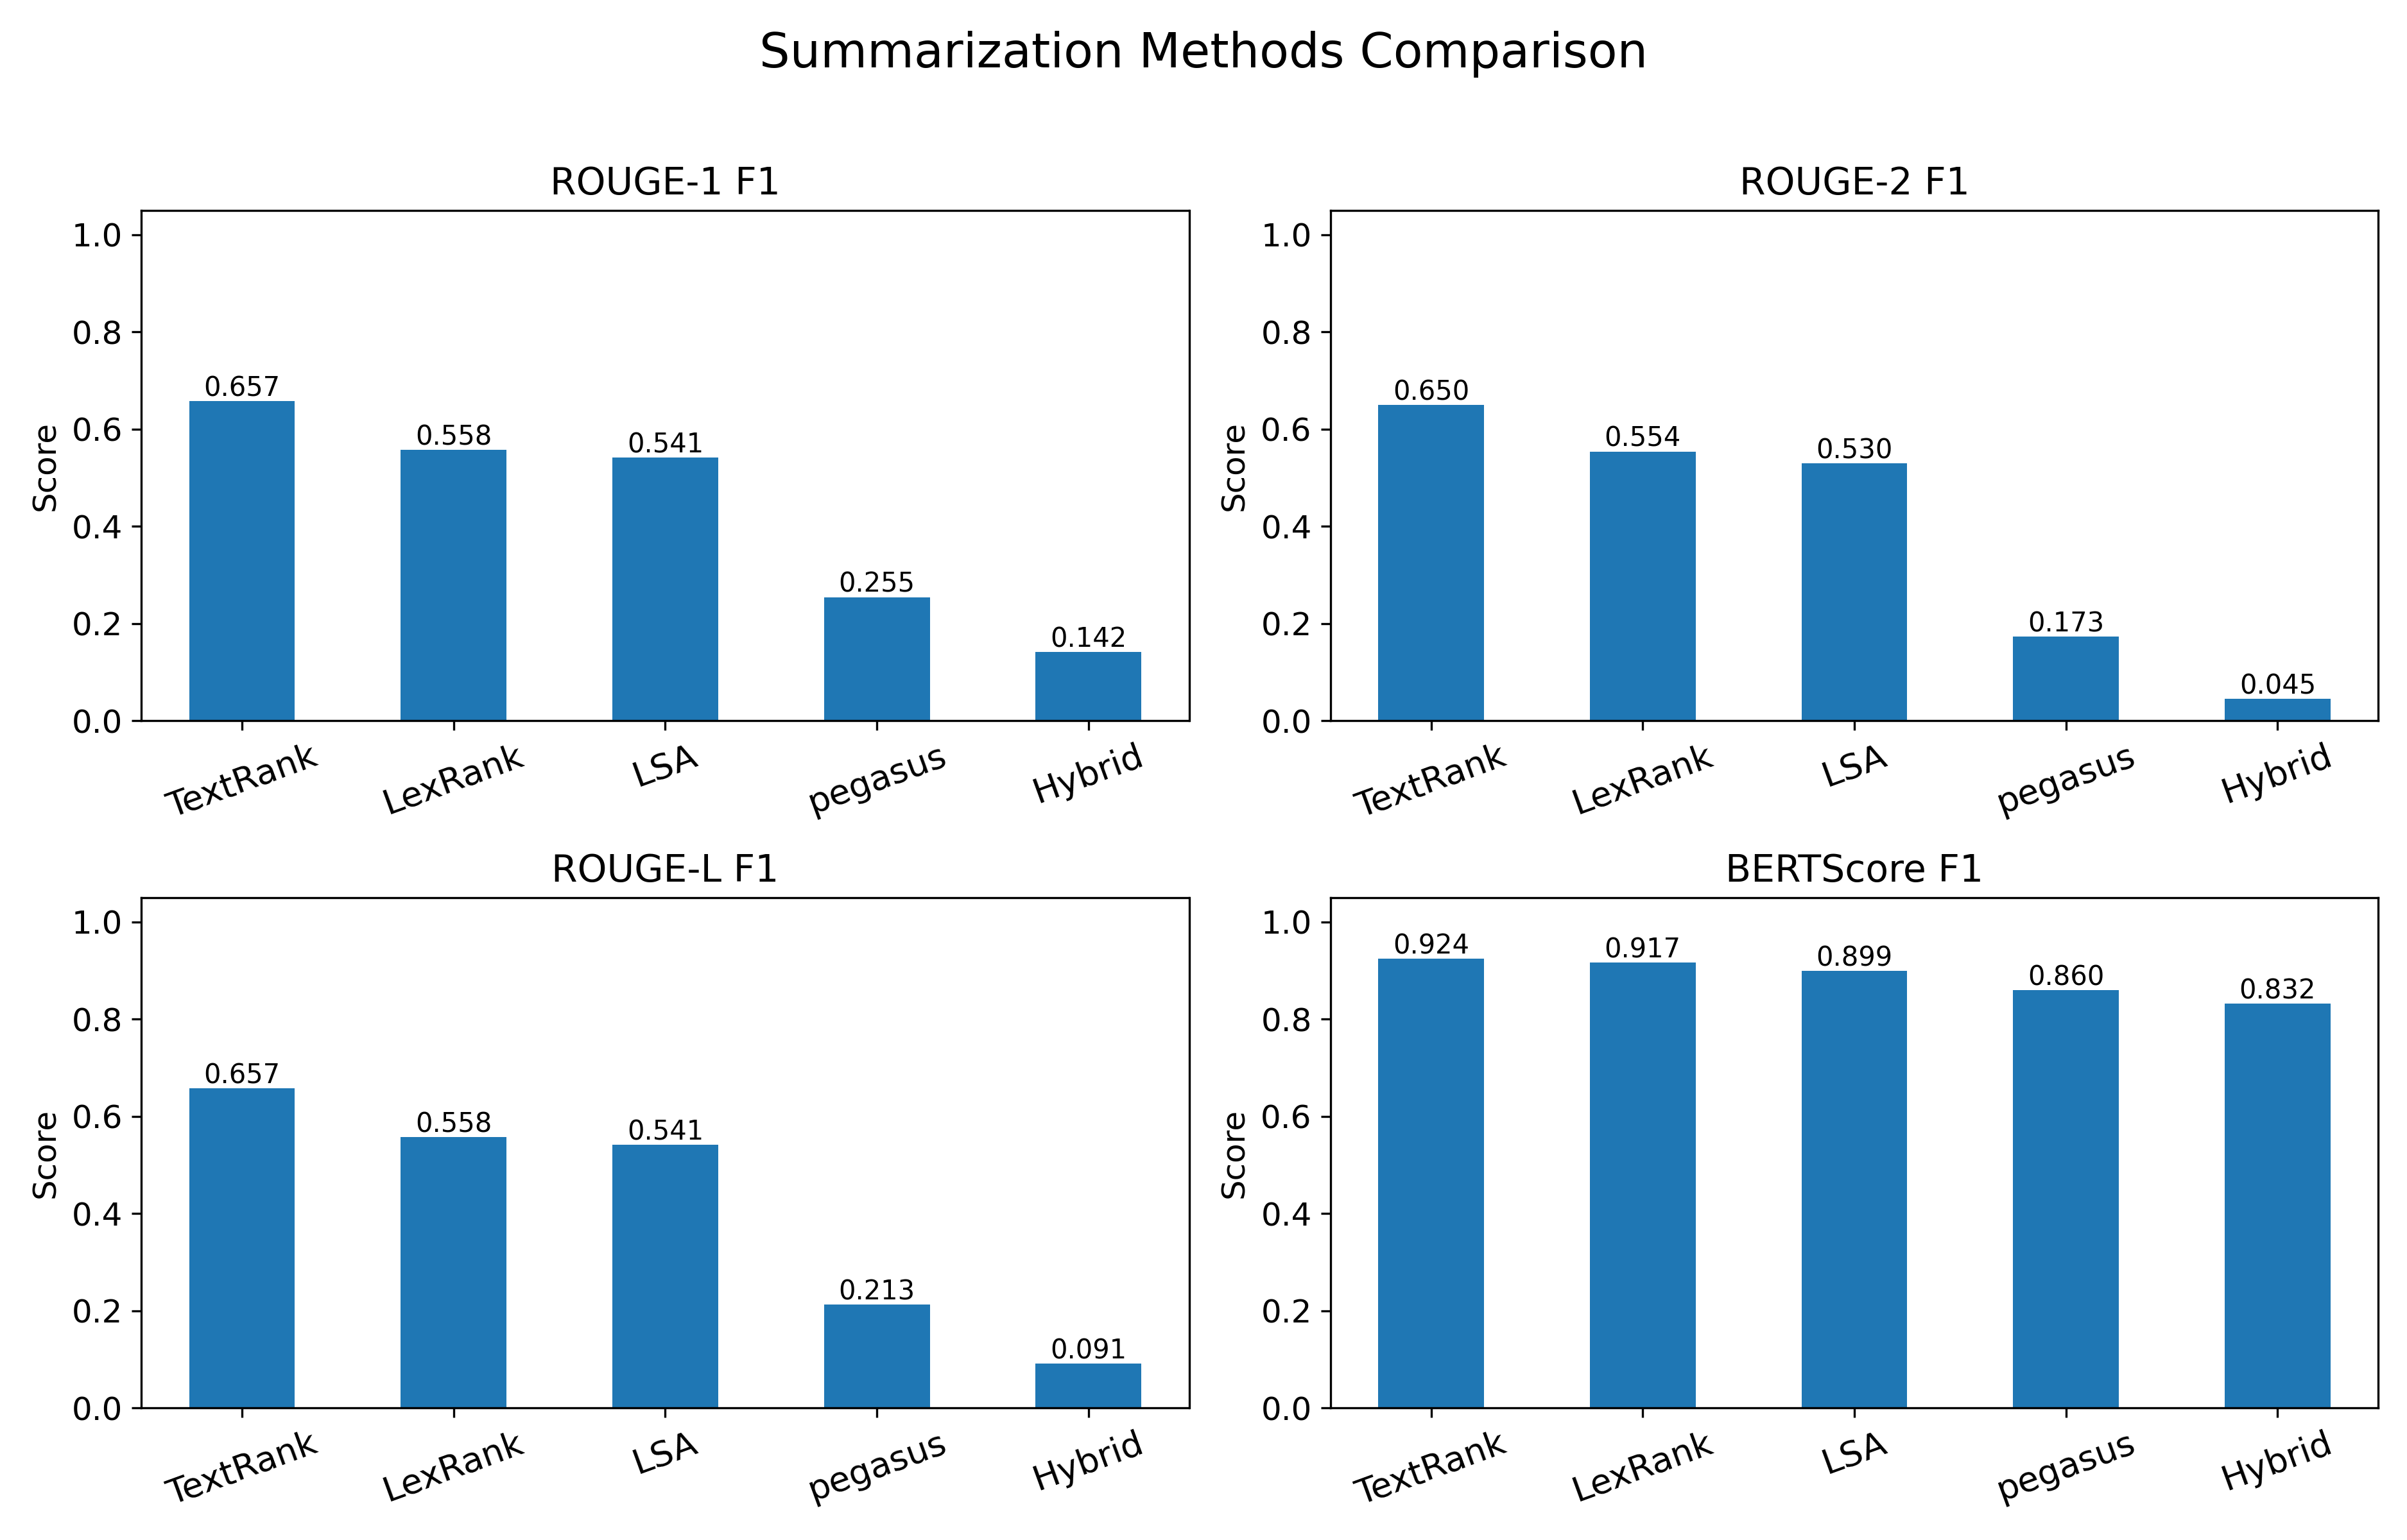 Summarization Methods Comparison
ROUGE-1 F1
Score
1.0
0.8
0.6
0.4
0.2
0.0
0.657
0.558
0.541
0.255
0.142
TextRank
LexRank
LSA
pegasus
Hybrid
ROUGE-2 F1
Score
1.0
0.8
0.6
0.4
0.2
0.0
0.650
0.554
0.530
0.173
0.045
TextRank
LexRank
LSA
pegasus
Hybrid
ROUGE-L F1
Score
1.0
0.8
0.6
0.4
0.2
0.0
0.657
0.558
0.541
0.213
0.091
TextRank
LexRank
LSA
pegasus
Hybrid
BERTScore F1
Score
1.0
0.8
0.6
0.4
0.2
0.0
0.924
0.917
0.899
0.860
0.832
TextRank
LexRank
LSA
pegasus
Hybrid